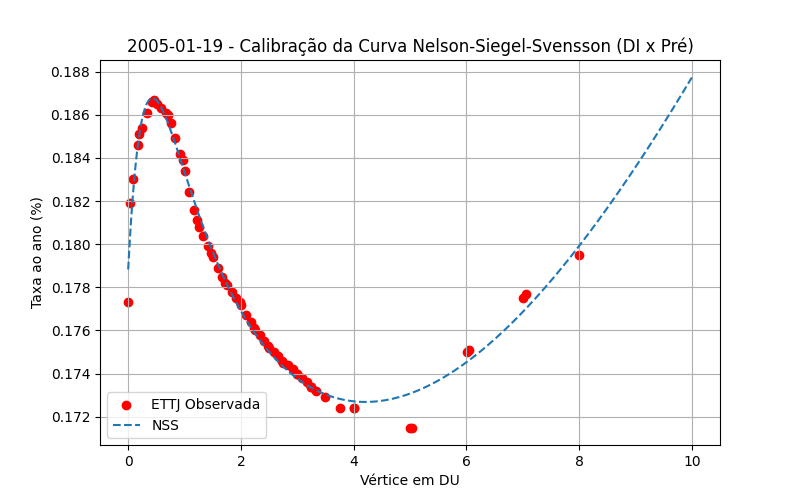 2005-01-19 - Calibração da Curva Nelson-Siegel-Svensson (DI x Pré)
Taxa ao ano (%)
0.188
0.186
0.184
0.182
0.180
0.178
0.176
0.174
0.172
ETTJ Observada
NSS
0 2 4 6 8 10
Vértice em DU